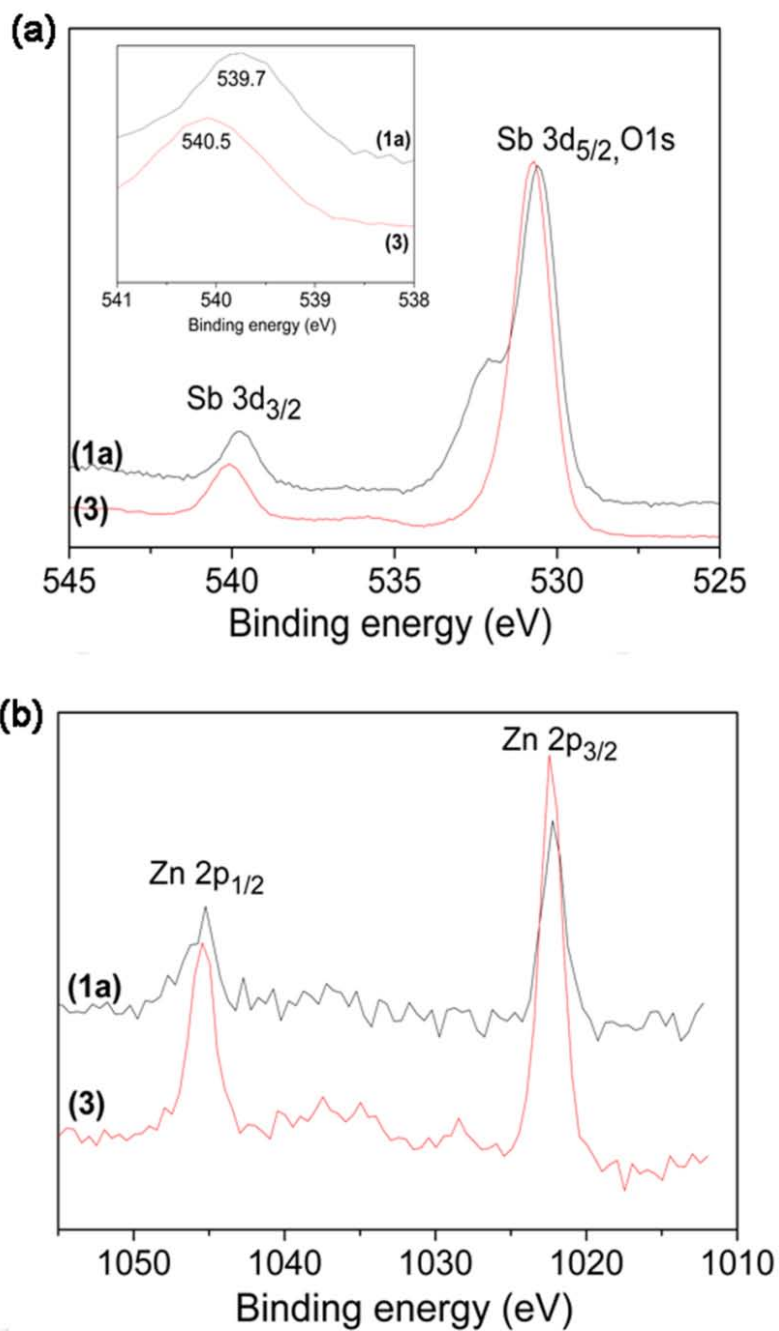 (a)
539.7
(1a)
540.5
(3)
541 540 539 538
Binding energy (eV)
Sb 3d5/2, O1s
Sb 3d3/2
(1a)
(3)
545 540 535 530 525
Binding energy (eV)
(b)
Zn 2p3/2
Zn 2p1/2
(1a)
(3)
1050 1040 1030 1020 1010
Binding energy (eV)